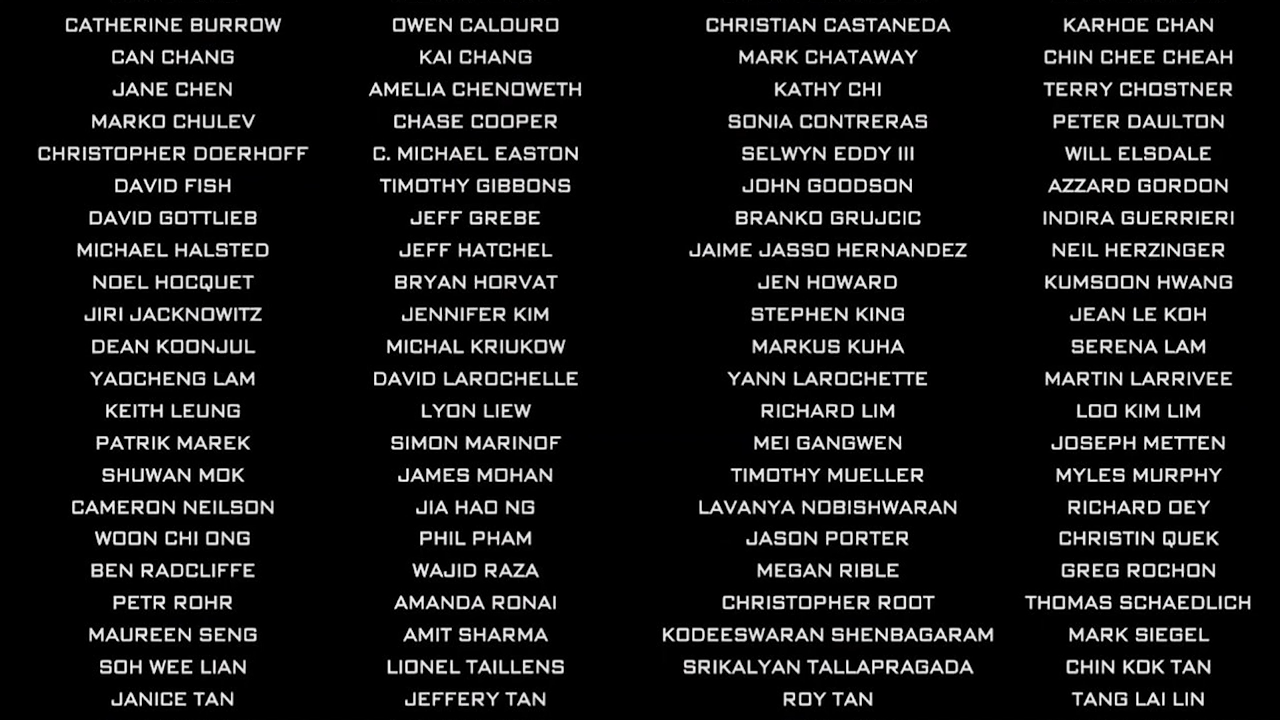 CATHERINE BURROW OWEN CALOURO CHRISTIAN CASTANEDA KARHOE CHAN
CAN CHANG KAI CHANG MARK CHATAWAY CHIN CHEE CHEAH
JANE CHEN AMELIA CHENOWETH KATHY CHI TERRY CHOSTNER
MARKO CHULEV CHASE COOPER SONIA CONTRERAS PETER DAULTON
CHRISTOPHER DOERHOFF C. MICHAEL EASTON SELWYN EDDY III WILL ELSDALE
DAVID FISH TIMOTHY GIBBONS JOHN GOODSON AZZARD GORDON
DAVID GOTTLIEB JEFF GREBE BRANKO GRUJCIC INDIRA GUERRIERI
MICHAEL HALSTED JEFF HATCHEL JAIME JASSO HERNANDEZ NEIL HERZINGER
NOEL HOCQUET BRYAN HORVAT JEN HOWARD KUMSOON HWANG
JIRI JACKNOWITZ JENNIFER KIM STEPHEN KING JEAN LE KOH
DEAN KOONJUL MICHAL KRIUKOW MARKUS KUHA SERENA LAM
YAOCHENG LAM DAVID LAROCHELLE YANN LAROCHETTE MARTIN LARRIVEE
KEITH LEUNG LYON LIEW RICHARD LIM LOO KIM LIM
PATRIK MAREK SIMON MARINOF MEI GANGWEN JOSEPH METTEN
SHUWAN MOK JAMES MOHAN TIMOTHY MUELLER MYLES MURPHY
CAMERON NEILSON JIA HAO NG LAVANYA NOBISHWARAN RICHARD OEY
WOON CHI ONG PHIL PHAM JASON PORTER CHRISTIN QUEK
BEN RADCLIFFE WAJID RAZA MEGAN RIBLE GREG ROCHON
PETR ROHR AMANDA RONAI CHRISTOPHER ROOT THOMAS SCHAEDLICH
MAUREEN SENG AMIT SHARMA KODEESWARAN SHENBAGARAM MARK SIEGEL
SOH WEE LIAN LIONEL TAILLENS SRIKALYAN TALLAPRAGADA CHIN KOK TAN
JANICE TAN JEFFERY TAN ROY TAN TANG LAI LIN